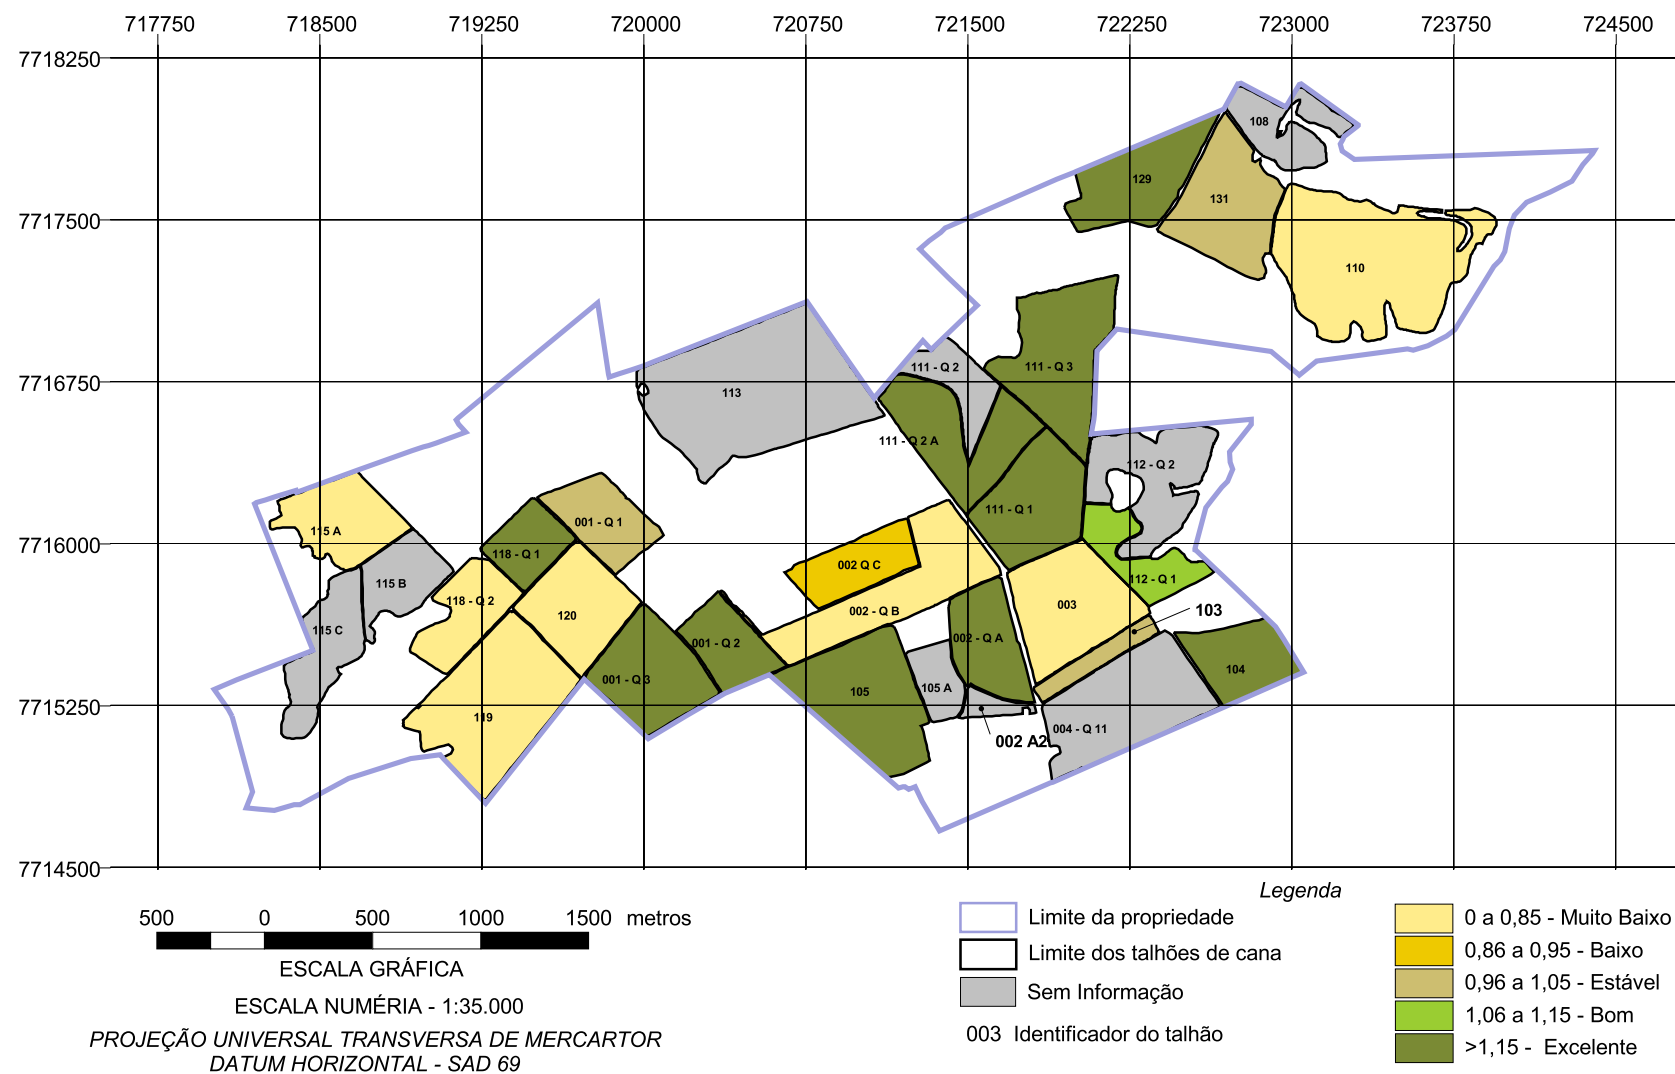 717750 718500 719250 720000 720750 721500 722250 723000 723750 724500
7718250
7717500
7716750
7716000
7715250
7714500
108
129
131
110
111 - Q 2
111 - Q 3
113
111 - Q 2 A
112 - Q 2
111 - Q 1
001 - Q 1
115 A
118 - Q 1
002 Q C
115 B
112 - Q 1
118 - Q 2
120
002 - Q B
003
103
115 C
001 - Q 2
002 - Q A
104
001 - Q 3
105
105 A
119
004 - Q 11
002 A2
Legenda
500 0 500 1000 1500 metros
ESCALA GRÁFICA
ESCALA NUMÉRIA - 1:35.000
PROJEÇÃO UNIVERSAL TRANSVERSA DE MERCARTOR
DATUM HORIZONTAL - SAD 69
Limite da propriedade
Limite dos talhões de cana
Sem Informação
003 Identificador do talhão
0 a 0,85 - Muito Baixo
0,86 a 0,95 - Baixo
0,96 a 1,05 - Estável
1,06 a 1,15 - Bom
>1,15 - Excelente